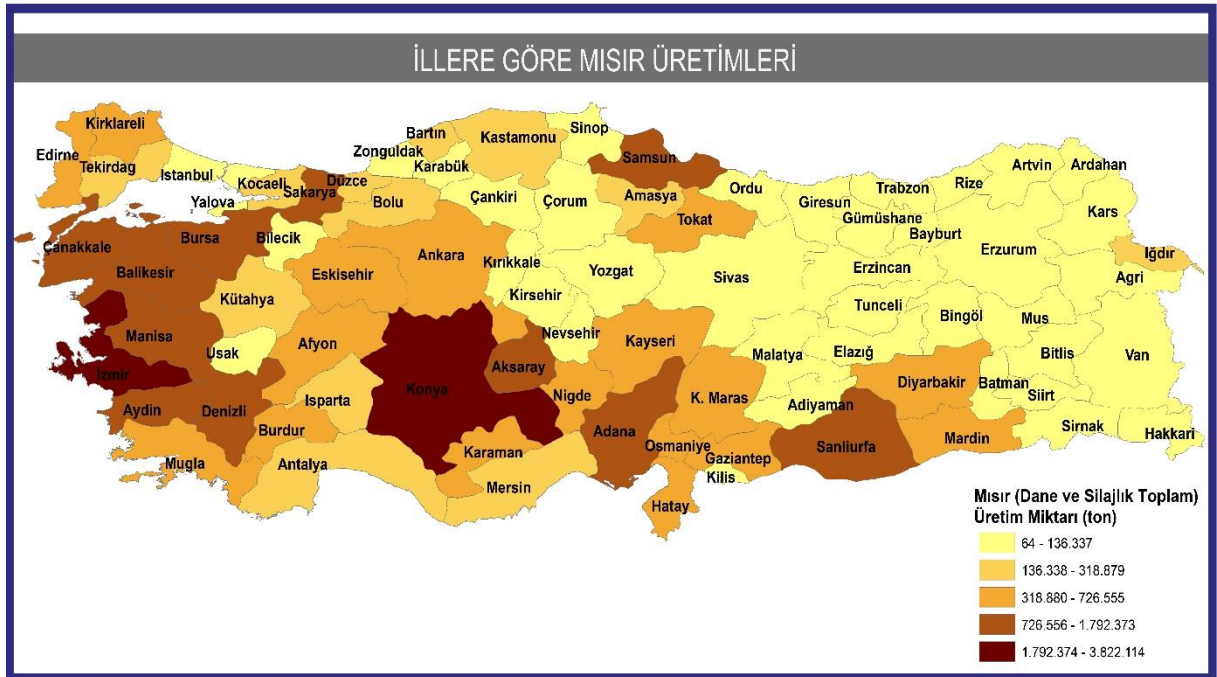 İLLERE GÖRE MISIR ÜRETİMLERİ
Kirklareli
Edirne
Tekirdag
Istanbul
Yalova
Kocaeli
Sakarya
Düzce
Bolu
Zonguldak
Bartın
Karabük
Kastamonu
Sinop
Çankiri
Çorum
Samsun
Amasya
Tokat
Ordu
Giresun
Trabzon
Gümüshane
Bayburt
Rize
Artvin
Ardahan
Kars
Erzurum
Iğdır
Agri
Çanakkale
Bursa
Bilecik
Balikesir
Eskisehir
Ankara
Kırıkkale
Kirsehir
Yozgat
Sivas
Erzincan
Tunceli
Bingöl
Mus
Bitlis
Van
Kütahya
Manisa
Usak
Afyon
Izmir
Konya
Aksaray
Nevsehir
Kayseri
Malatya
Elazığ
Diyarbakir
Batman
Siirt
Sirnak
Hakkari
Aydin
Denizli
Isparta
Burdur
Nigde
Adana
K. Maras
Adiyaman
Sanliurfa
Mardin
Mugla
Antalya
Karaman
Mersin
Osmaniye
Gaziantep
Kilis
Hatay
Mısır (Dane ve Silajlık Toplam)
Üretim Miktarı (ton)
64 - 136.337
136.338 - 318.879
318.880 - 726.555
726.556 - 1.792.373
1.792.374 - 3.822.114